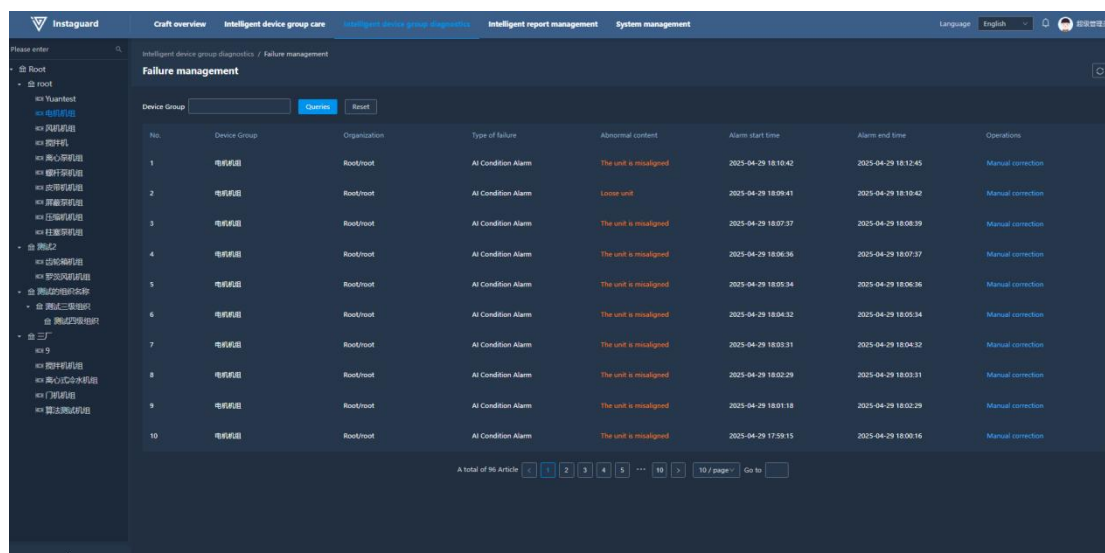 Instaguard
Craft overview Intelligent device group care Intelligent device group diagnostics Intelligent report management System management
Language English 超级管理员
Please enter
Root
root
Yuantest
电机机组
风机机组
搅拌机
离心泵机组
螺杆泵机组
皮带机机组
屏蔽泵机组
压缩机机组
柱塞泵机组
测试2
齿轮箱机组
罗茨风机机组
测试的组织名称
测试三级组织
测试四级组织
三厂
9
搅拌机机组
离心式冷水机组
门机机组
算法测试机组
Intelligent device group diagnostics / Failure management
Failure management
Device Group Queries Reset
No. Device Group Organization Type of failure Abnormal content Alarm start time Alarm end time Operations
1 电机机组 Root/root AI Condition Alarm The unit is misaligned 2025-04-29 18:10:42 2025-04-29 18:12:45 Manual correction
2 电机机组 Root/root AI Condition Alarm Loose unit 2025-04-29 18:09:41 2025-04-29 18:10:42 Manual correction
3 电机机组 Root/root AI Condition Alarm The unit is misaligned 2025-04-29 18:07:37 2025-04-29 18:08:39 Manual correction
4 电机机组 Root/root AI Condition Alarm The unit is misaligned 2025-04-29 18:06:36 2025-04-29 18:07:37 Manual correction
5 电机机组 Root/root AI Condition Alarm The unit is misaligned 2025-04-29 18:05:34 2025-04-29 18:06:36 Manual correction
6 电机机组 Root/root AI Condition Alarm The unit is misaligned 2025-04-29 18:04:32 2025-04-29 18:05:34 Manual correction
7 电机机组 Root/root AI Condition Alarm The unit is misaligned 2025-04-29 18:03:31 2025-04-29 18:04:32 Manual correction
8 电机机组 Root/root AI Condition Alarm The unit is misaligned 2025-04-29 18:02:29 2025-04-29 18:03:31 Manual correction
9 电机机组 Root/root AI Condition Alarm The unit is misaligned 2025-04-29 18:01:18 2025-04-29 18:02:29 Manual correction
10 电机机组 Root/root AI Condition Alarm The unit is misaligned 2025-04-29 17:59:15 2025-04-29 18:00:16 Manual correction
A total of 96 Article < 1 2 3 4 5 ••• 10 > 10 / page Go to